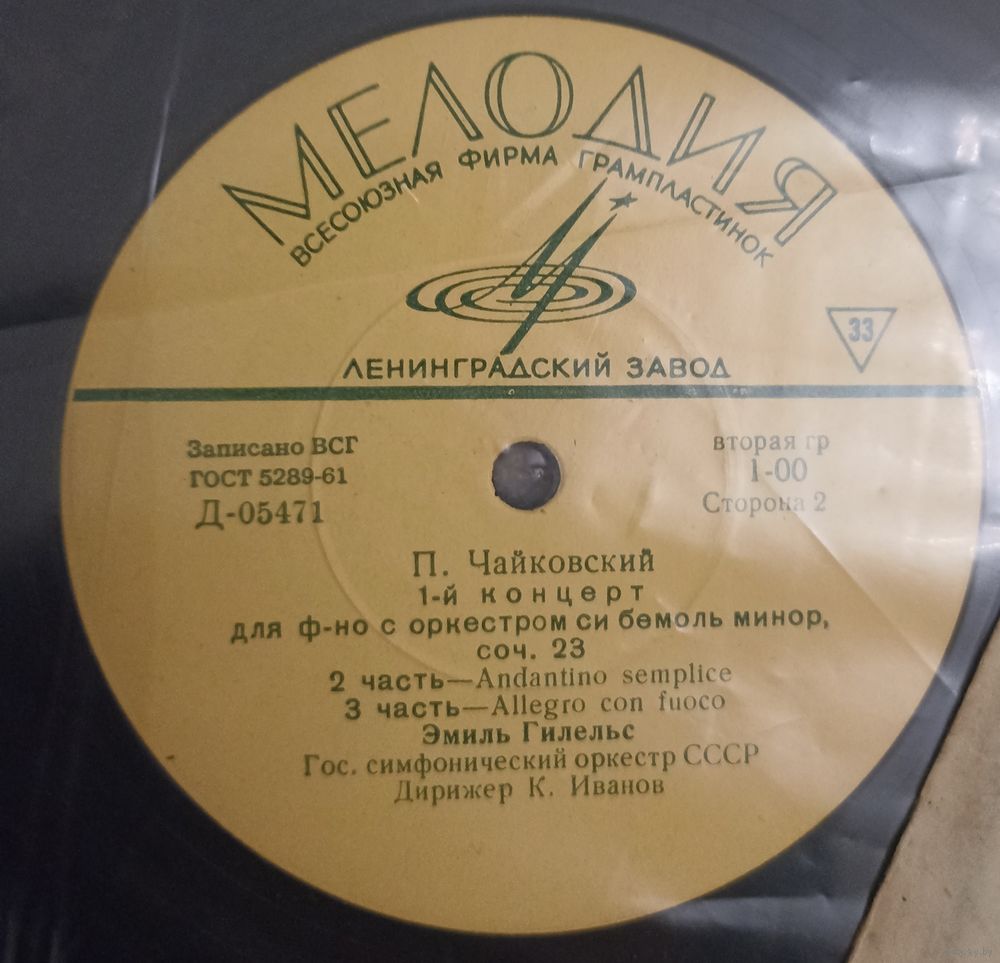 МЕЛОДИЯ
ВСЕСОЮЗНАЯ ФИРМА ГРАМПЛАСТИНОК
33
ЛЕНИНГРАДСКИЙ ЗАВОД
Записано ВСГ
ГОСТ 5289-61
Д-05471
вторая гр
1-00
Сторона 2
П. Чайковский
1-й концерт
для ф-но с оркестром си бемоль минор,
соч. 23
2 часть—Andantino semplice
3 часть—Allegro con fuoco
Эмиль Гилельс
Гос. симфонический оркестр СССР
Дирижер К. Иванов